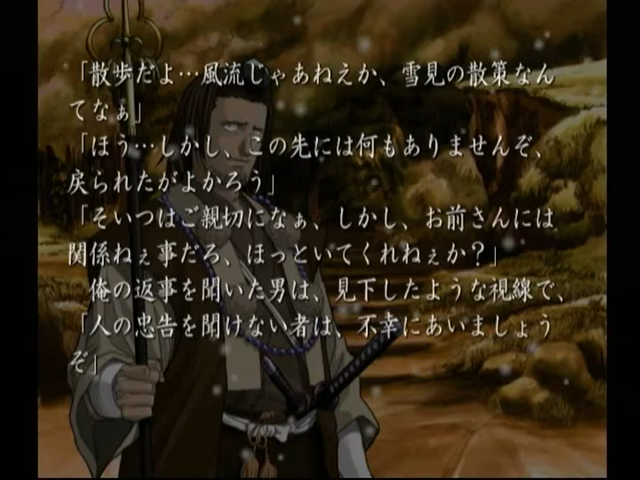 「散歩だよ…風流じゃあねえか、雪見の散策なん
てなぁ」
「ほう…しかし、この先には何もありませんぞ、
戻られたがよかろう」
「そいつはご親切になぁ、しかし、お前さんには
関係ねぇ事だろ、ほっといてくれねぇか？」
　俺の返事を聞いた男は、見下したような視線で、
「人の忠告を聞けない者は、不幸にあいましょう
ぞ」